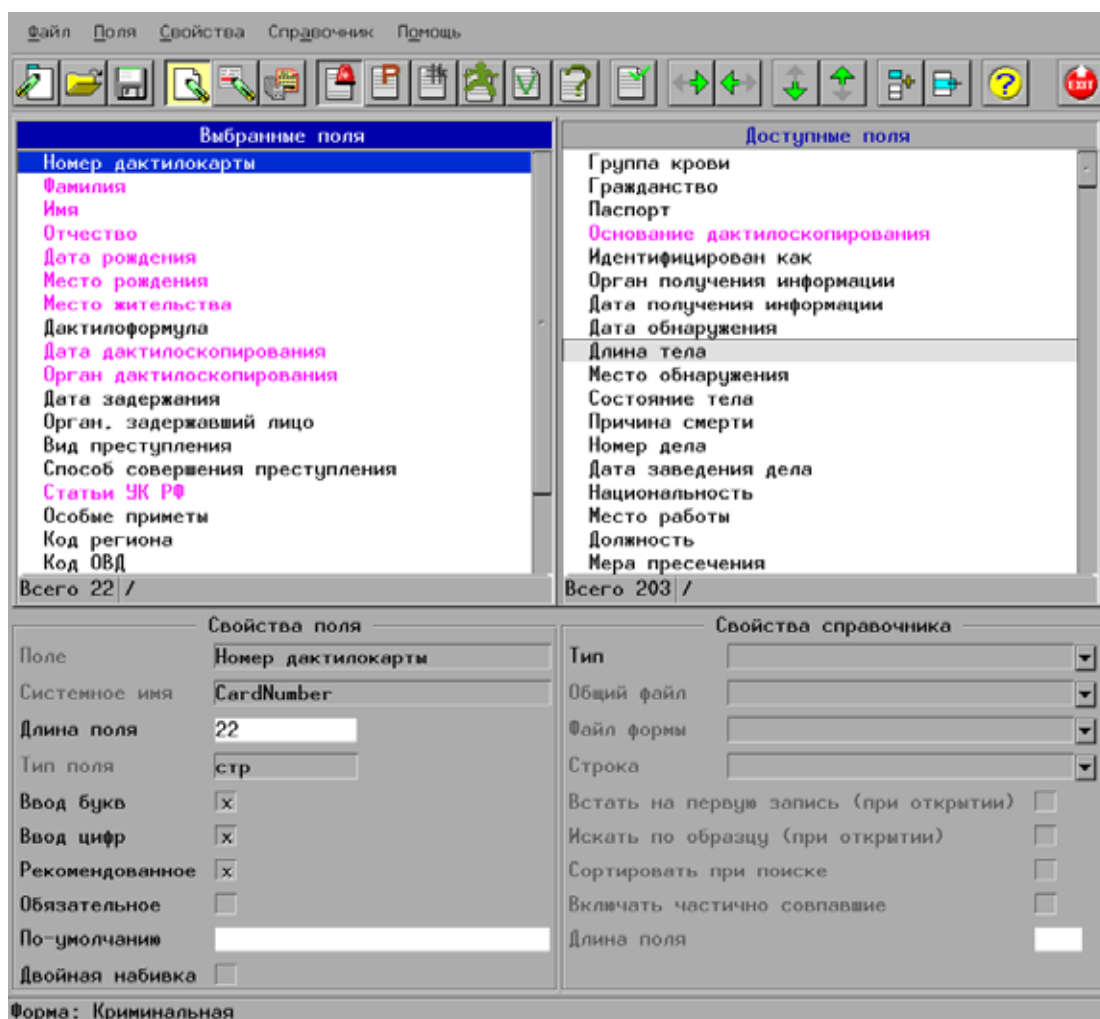 Файл Поля Свойства Справочник Помощь
EXIT
Выбранные поля
Номер дактилокарты
Фамилия
Имя
Отчество
Дата рождения
Место рождения
Место жительства
Дактилоформула
Дата дактилоскопирования
Орган дактилоскопирования
Дата задержания
Орган, задержавший лицо
Вид преступления
Способ совершения преступления
Статьи УК РФ
Особые приметы
Код региона
Код ОВД
Всего 22 /
Доступные поля
Группа крови
Гражданство
Паспорт
Основание дактилоскопирования
Идентифицирован как
Орган получения информации
Дата получения информации
Дата обнаружения
Длина тела
Место обнаружения
Состояние тела
Причина смерти
Номер дела
Дата заведения дела
Национальность
Место работы
Должность
Мера пресечения
Всего 203 /
Свойства поля
Поле Номер дактилокарты
Системное имя CardNumber
Длина поля 22
Тип поля стр
Ввод букв x
Ввод цифр x
Рекомендованное x
Обязательное
По-умолчанию
Двойная набивка
Свойства справочника
Тип
Общий файл
Файл формы
Строка
Встать на первую запись (при открытии)
Искать по образцу (при открытии)
Сортировать при поиске
Включать частично совпавшие
Длина поля
Форма: Криминальная